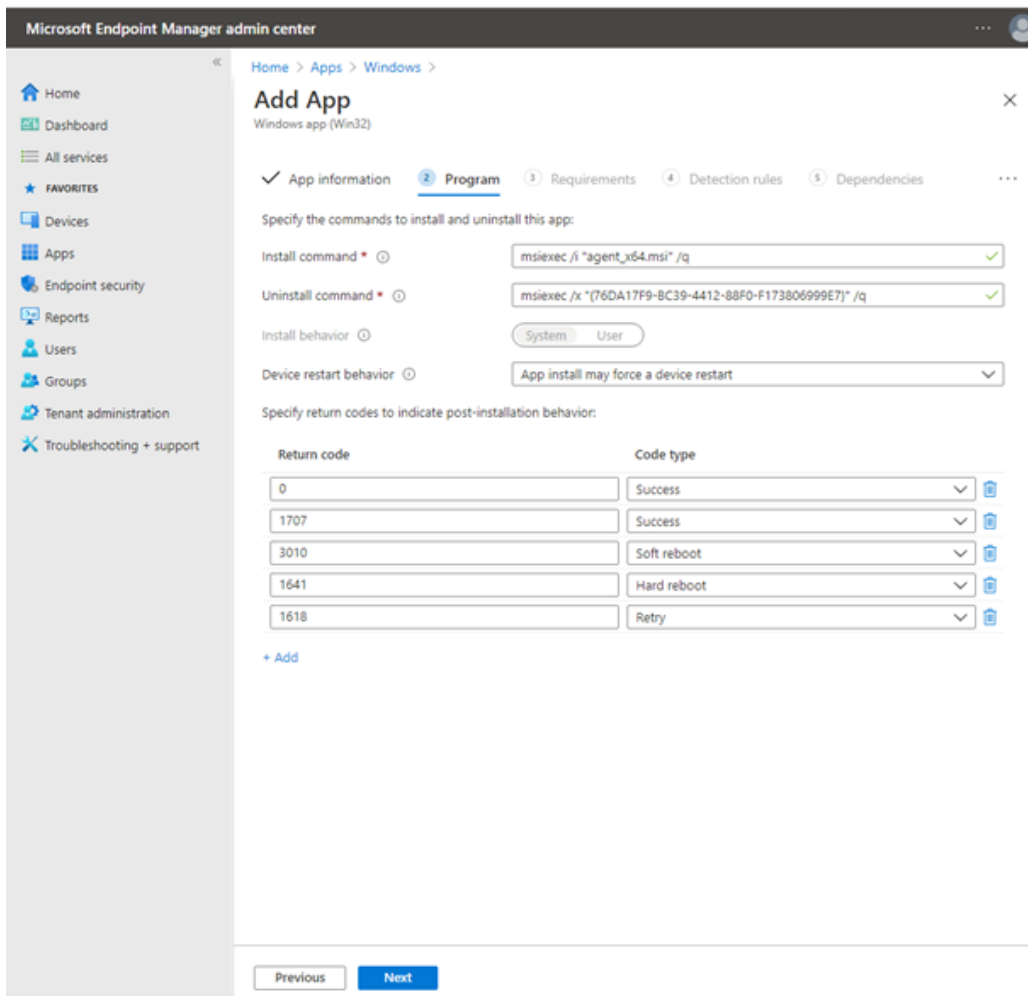 Microsoft Endpoint Manager admin center
Home > Apps > Windows >
Home
Dashboard
All services
FAVORITES
Devices
Apps
Endpoint security
Reports
Users
Groups
Tenant administration
Troubleshooting + support
Add App
Windows app (Win32)
App information 2 Program 3 Requirements 4 Detection rules 5 Dependencies ...
Specify the commands to install and uninstall this app:
Install command * msiexec /i "agent_x64.msi" /q
Uninstall command * msiexec /x "{76DA17F9-BC39-4412-88F0-F173806999E7}" /q
Install behavior System User
Device restart behavior App install may force a device restart
Specify return codes to indicate post-installation behavior:
Return code Code type
0 Success
1707 Success
3010 Soft reboot
1641 Hard reboot
1618 Retry
+ Add
Previous Next